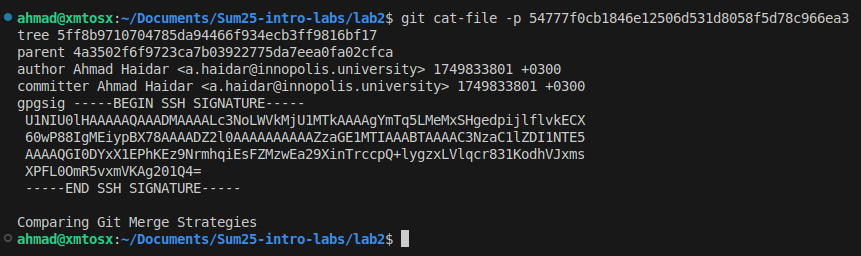 ahmad@xmtosx:~/Documents/Sum25-intro-labs/lab2$ git cat-file -p 54777f0cb1846e12506d531d8058f5d78c966ea3
tree 5ff8b9710704785da94466f934ecb3ff9816bf17
parent 4a3502f6f9723ca7b03922775da7eea0fa02cfca
author Ahmad Haidar <a.haidar@innopolis.university> 1749833801 +0300
committer Ahmad Haidar <a.haidar@innopolis.university> 1749833801 +0300
gpgsig -----BEGIN SSH SIGNATURE-----
 U1NIU0lHAAAAAQAAADMAAAALc3NoLWVkMjU1MTkAAAAgYmTq5LMeMxSHgedpijlflvkECX
 60wP88IgMEiypBX78AAAADZ2l0AAAAAAAAAAZzaGE1MTIAAABTAAAAC3NzaC1lZDI1NTE5
 AAAAQGI0DYxX1EPhKEz9NrmhqiEsFZMzwEa29XinTrccpQ+lygzxLVlqcr831KodhVJxms
 XPFL0OmR5vxmVKAg201Q4=
 -----END SSH SIGNATURE-----
Comparing Git Merge Strategies
ahmad@xmtosx:~/Documents/Sum25-intro-labs/lab2$